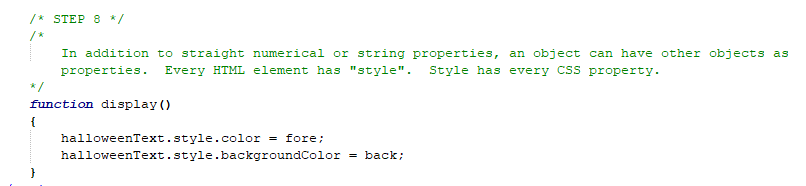 /* STEP 8 */
/*
In addition to straight numerical or string properties, an object can have other objects as
properties.  Every HTML element has "style".  Style has every CSS property.
*/
function display()
{
halloweenText.style.color = fore;
halloweenText.style.backgroundColor = back;
}